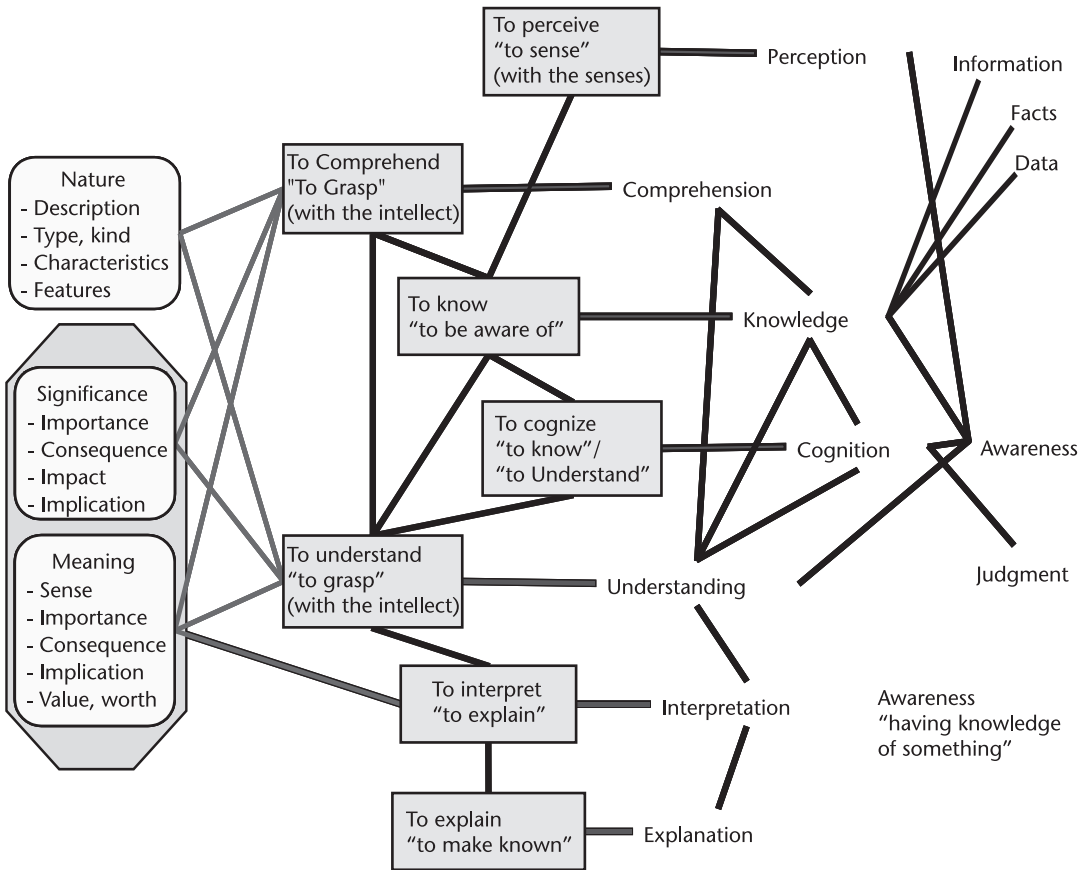 To perceive
“to sense”
(with the senses)
Perception
Information
Facts
Data
Nature
- Description
- Type, kind
- Characteristics
- Features
To Comprehend
"To Grasp"
(with the intellect)
Comprehension
To know
“to be aware of”
Knowledge
Significance
- Importance
- Consequence
- Impact
- Implication
To cognize
“to know”/
“to Understand”
Cognition
Awareness
Judgment
Meaning
- Sense
- Importance
- Consequence
- Implication
- Value, worth
To understand
“to grasp”
(with the intellect)
Understanding
To interpret
“to explain”
Interpretation
Awareness
“having knowledge
of something”
To explain
“to make known”
Explanation